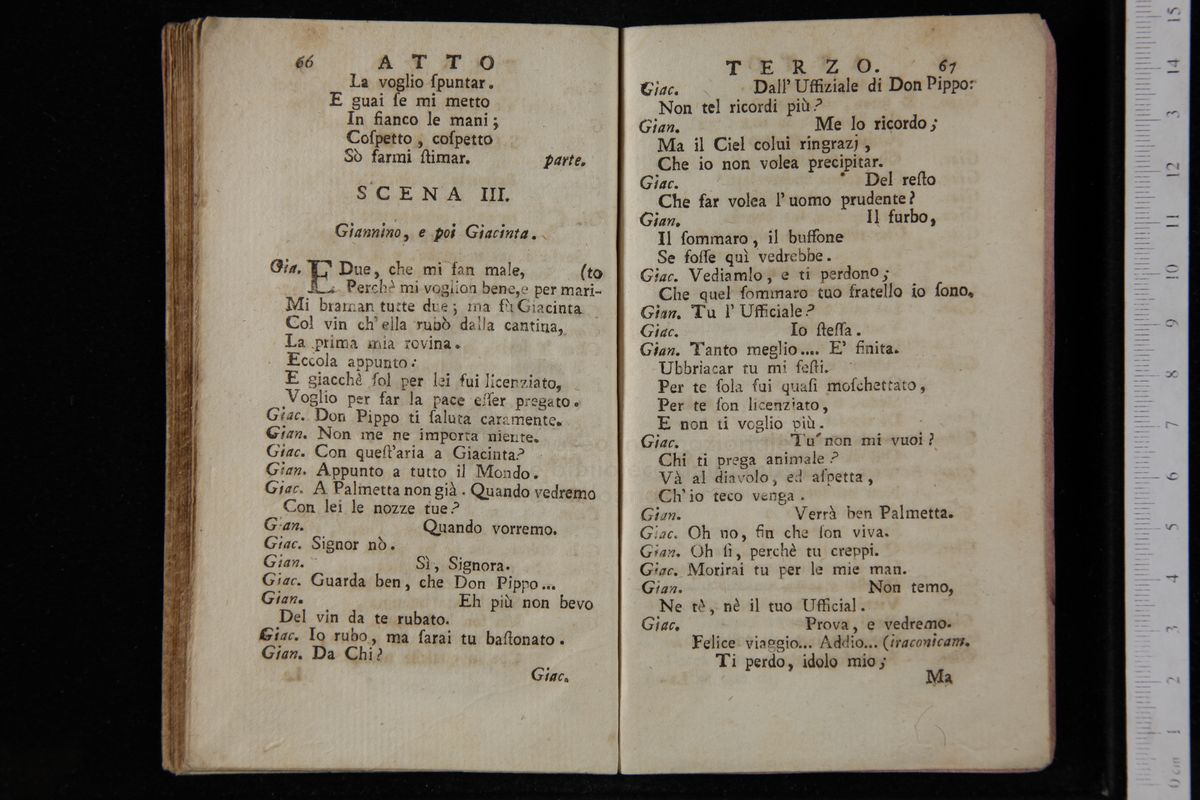 66 ATTO
La voglio ſpuntar.
E guai ſe mi metto
In fianco le mani;
Coſpetto, coſpetto
Sò farmi ſtimar. parte.
SCENA III.
Giannino, e poi Giacinta.
Gia. E Due, che mi fan male, (to
Perchè mi voglion bene, e per mari-
Mi braman tutte due; ma fù Giacinta
Col vin ch'ella rubò dalla cantina,
La prima mia rovina.
Eccola appunto:
E giacchè ſol per lei fui licenziato,
Voglio per far la pace eſſer pregato.
Giac. Don Pippo ti ſaluta caramente.
Gian. Non me ne importa niente.
Giac. Con queſt'aria a Giacinta?
Gian. Appunto a tutto il Mondo.
Giac. A Palmetta non già. Quando vedremo
Con lei le nozze tue?
Gian. Quando vorremo.
Giac. Signor nò.
Gian. Sì, Signora.
Giac. Guarda ben, che Don Pippo...
Gian. Eh più non bevo
Del vin da te rubato.
Giac. Io rubo, ma ſarai tu baſtonato.
Gian. Da Chi?
Giac.
TERZO. 67
Giac. Dall' Uffiziale di Don Pippo:
Non tel ricordi più?
Gian. Me lo ricordo;
Ma il Ciel colui ringrazj,
Che io non volea precipitar.
Giac. Del reſto
Che far volea l'uomo prudente?
Gian. Il furbo,
Il ſommaro, il buffone
Se foſſe quì vedrebbe.
Giac. Vediamlo, e ti perdono;
Che quel ſommaro tuo fratello io ſono.
Gian. Tu l'Ufficiale?
Giac. Io ſteſſa.
Gian. Tanto meglio.... E' finita.
Ubbriacar tu mi feſti.
Per te ſola fui quaſi moſchettato,
Per te ſon licenziato,
E non ti voglio più.
Giac. Tu non mi vuoi?
Chi ti prega animale?
Và al diavolo, ed aſpetta,
Ch'io teco venga.
Gian. Verrà ben Palmetta.
Giac. Oh no, fin che ſon viva.
Gian. Oh ſì, perchè tu creppi.
Giac. Morirai tu per le mie man.
Gian. Non temo,
Ne tè, nè il tuo Ufficial.
Giac. Prova, e vedremo.
Felice viaggio... Addio... (iraconicam.
Ti perdo, idolo mio;
Ma